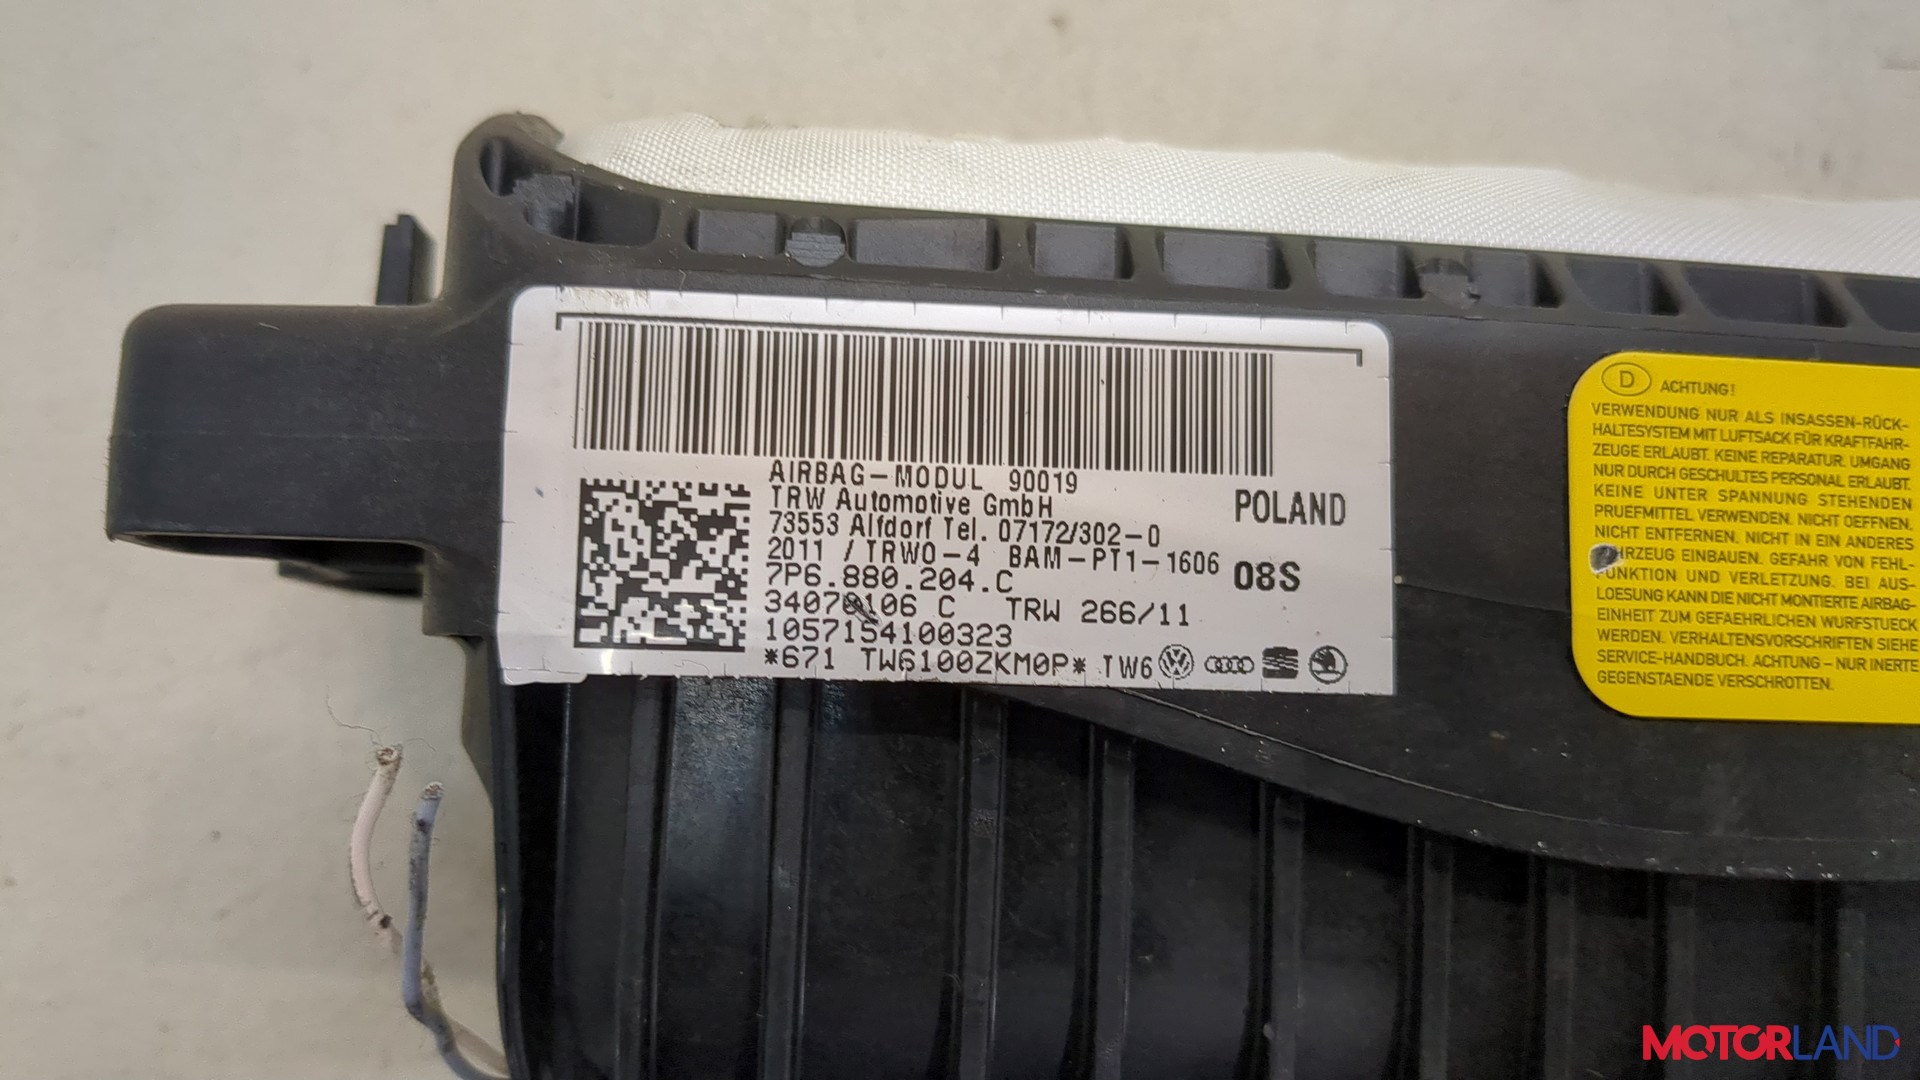 AIRBAG-MODUL 90019
TRW Automotive GmbH
73553 Alfdorf Tel. 07172/302-0
2011 / TRW0-4 BAM-PT1-1606
7P6.880.204.C
34070106 C TRW 266/11
1057154100323
*671 TW6100ZKM0P* TW6
POLAND
08S
D ACHTUNG!
VERWENDUNG NUR ALS INSASSEN-RÜCK-
HALTESYSTEM MIT LUFTSACK FÜR KRAFTFAHR-
ZEUGE ERLAUBT. KEINE REPARATUR. UMGANG
NUR DURCH GESCHULTES PERSONAL ERLAUBT.
KEINE UNTER SPANNUNG STEHENDEN
PRUEFMITTEL VERWENDEN. NICHT OEFFNEN.
NICHT ENTFERNEN. NICHT IN EIN ANDERES
EINBAUEN. GEFAHR VON FEHL-
FUNKTION UND VERLETZUNG. BEI AUS-
LOESUNG KANN DIE NICHT MONTIERTE AIRBAG-
EINHEIT ZUM GEFAEHRLICHEN WURFSTUECK
WERDEN. VERHALTENSVORSCHRIFTEN SIEHE
SERVICE-HANDBUCH. ACHTUNG – NUR INERTE
GEGENSTAENDE VERSCHROTTEN.
MOTORLAND